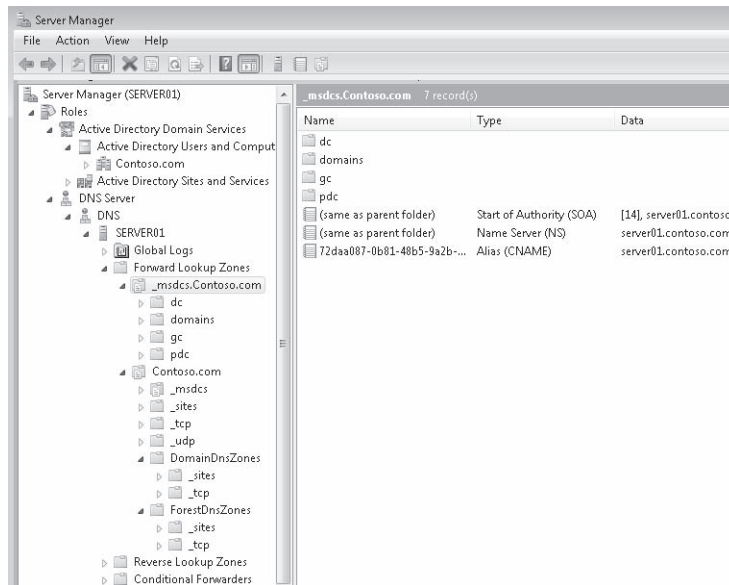 Server Manager
File Action View Help
Server Manager (SERVER01)
Roles
Active Directory Domain Services
Active Directory Users and Comput
Contoso.com
Active Directory Sites and Services
DNS Server
DNS
SERVER01
Global Logs
Forward Lookup Zones
_msdcs.Contoso.com
dc
domains
gc
pdc
Contoso.com
_msdcs
_sites
_tcp
_udp
DomainDnsZones
_sites
_tcp
ForestDnsZones
_sites
_tcp
Reverse Lookup Zones
Conditional Forwarders
_msdcs.Contoso.com 7 record(s)
Name Type Data
dc
domains
gc
pdc
(same as parent folder) Start of Authority (SOA) [14], server01.contoso
(same as parent folder) Name Server (NS) server01.contoso.com
72daa087-0b81-48b5-9a2b-... Alias (CNAME) server01.contoso.com